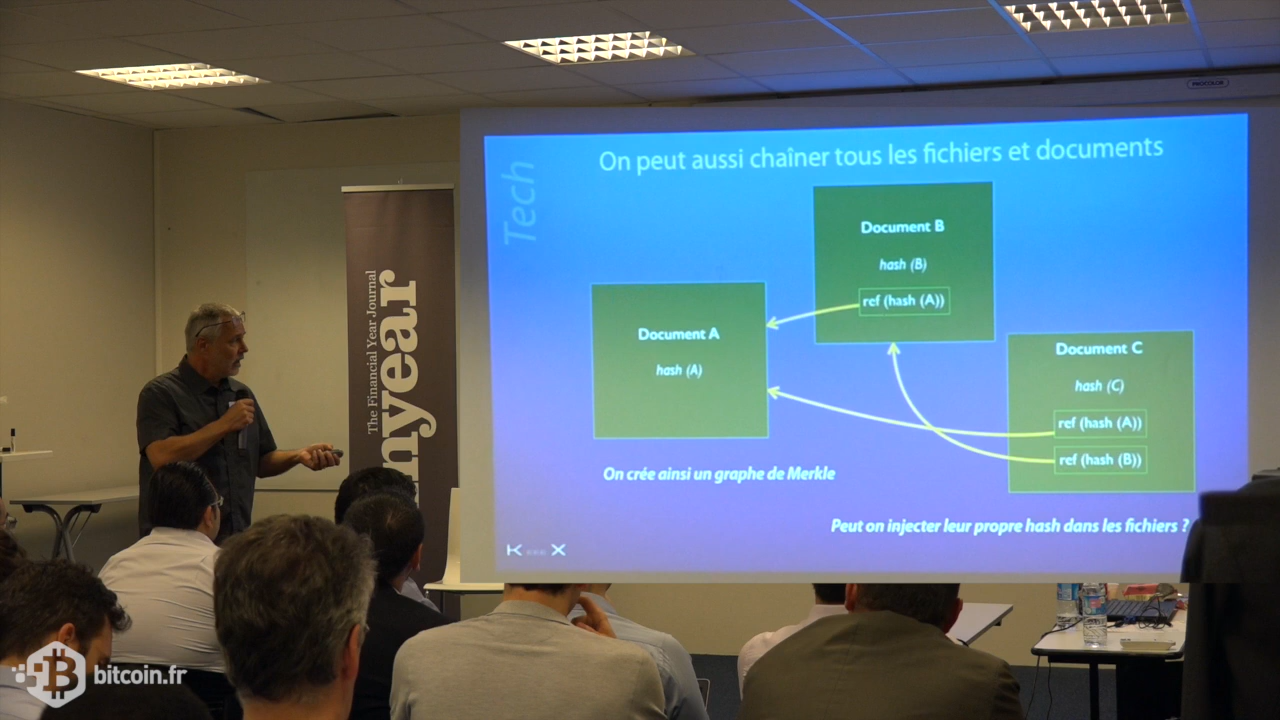 PROCOLOR
Tech
On peut aussi chaîner tous les fichiers et documents
Document B
hash (B)
ref (hash (A))
Document A
hash (A)
Document C
hash (C)
ref (hash (A))
ref (hash (B))
On crée ainsi un graphe de Merkle
Peut on injecter leur propre hash dans les fichiers ?
K
X
The Financial Year Journal
nyear
bitcoin.fr